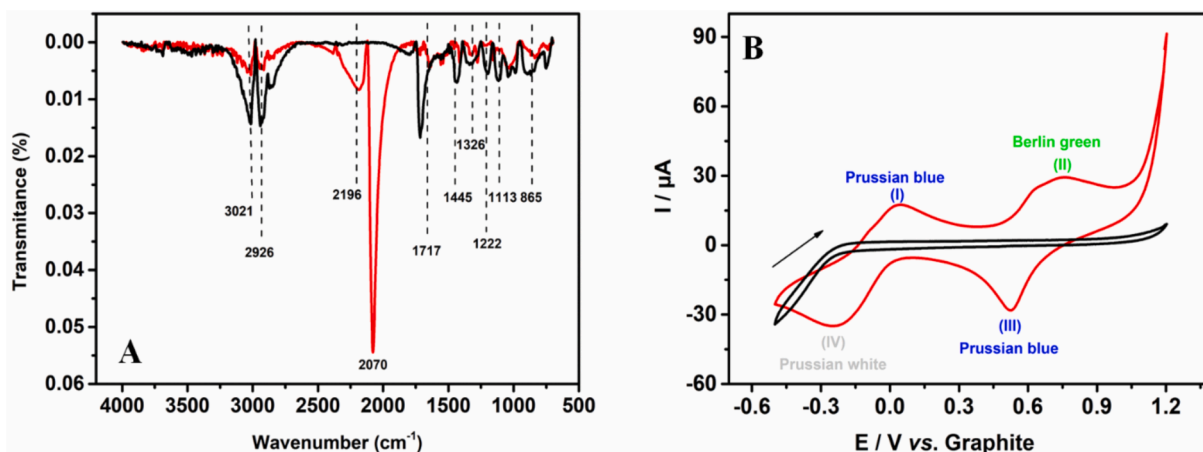 0.00
0.01
0.02
0.03
0.04
0.05
0.06
Transmitance (%)
3021
2926
2196
2070
1717
1445
1326
1222
1113 865
A
4000 3500 3000 2500 2000 1500 1000 500
Wavenumber (cm-1)
B
90
60
30
0
-30
-60
I / μA
Prussian blue
(I)
Berlin green
(II)
(III)
Prussian blue
(IV)
Prussian white
-0.6 -0.3 0.0 0.3 0.6 0.9 1.2
E / V vs. Graphite